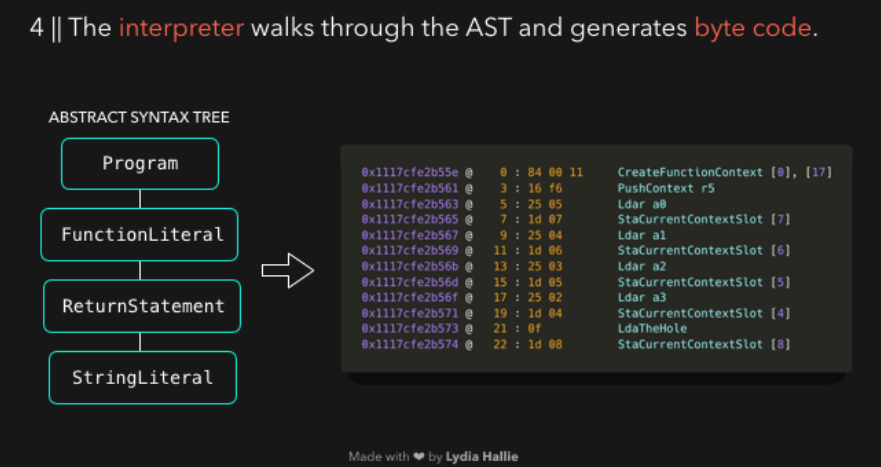 4 || The interpreter walks through the AST and generates byte code.
ABSTRACT SYNTAX TREE
Program
FunctionLiteral
ReturnStatement
StringLiteral
0x1117cfe2b55e @ 0 : 84 00 11 CreateFunctionContext [0], [17]
0x1117cfe2b561 @ 3 : 16 f6 PushContext r5
0x1117cfe2b563 @ 5 : 25 05 Ldar a0
0x1117cfe2b565 @ 7 : 1d 07 StaCurrentContextSlot [7]
0x1117cfe2b567 @ 9 : 25 04 Ldar a1
0x1117cfe2b569 @ 11 : 1d 06 StaCurrentContextSlot [6]
0x1117cfe2b56b @ 13 : 25 03 Ldar a2
0x1117cfe2b56d @ 15 : 1d 05 StaCurrentContextSlot [5]
0x1117cfe2b56f @ 17 : 25 02 Ldar a3
0x1117cfe2b571 @ 19 : 1d 04 StaCurrentContextSlot [4]
0x1117cfe2b573 @ 21 : 0f LdaTheHole
0x1117cfe2b574 @ 22 : 1d 08 StaCurrentContextSlot [8]
Made with ❤ by Lydia Hallie